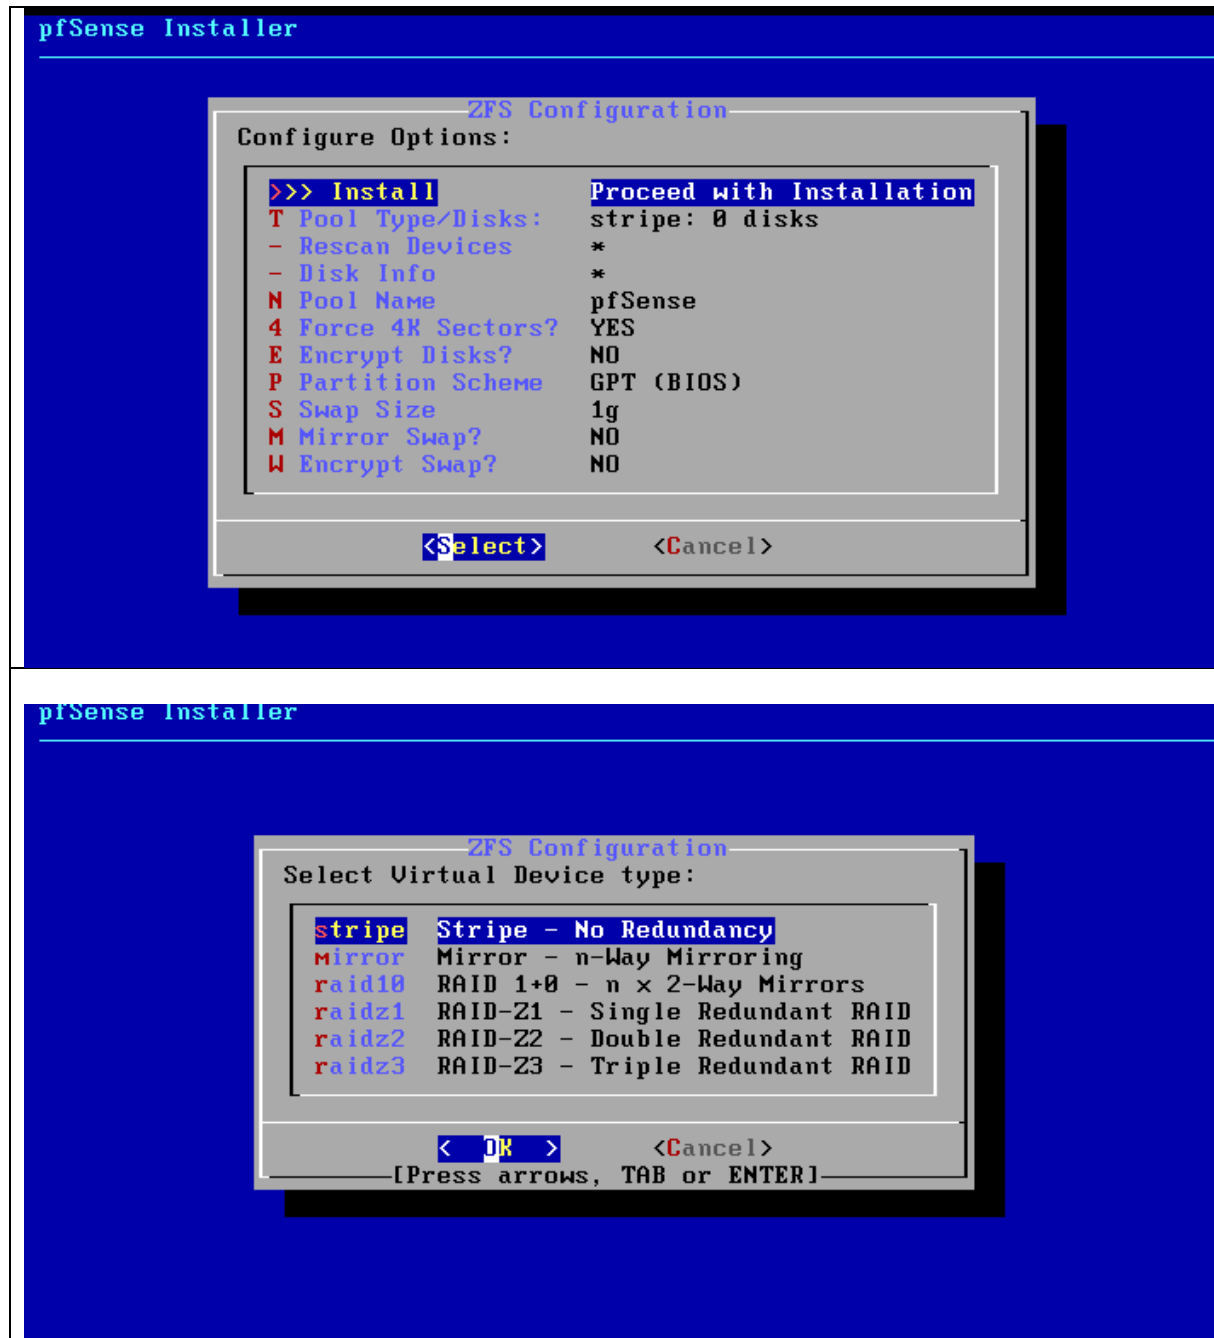 pfSense Installer
ZFS Configuration
Configure Options:
>>> Install Proceed with Installation
T Pool Type/Disks: stripe: 0 disks
- Rescan Devices *
- Disk Info *
N Pool Name pfSense
4 Force 4K Sectors? YES
E Encrypt Disks? NO
P Partition Scheme GPT (BIOS)
S Swap Size 1g
M Mirror Swap? NO
W Encrypt Swap? NO
<Select> <Cancel>
pfSense Installer
ZFS Configuration
Select Virtual Device type:
stripe Stripe - No Redundancy
mirror Mirror - n-Way Mirroring
raid10 RAID 1+0 - n x 2-Way Mirrors
raidz1 RAID-Z1 - Single Redundant RAID
raidz2 RAID-Z2 - Double Redundant RAID
raidz3 RAID-Z3 - Triple Redundant RAID
< OK > <Cancel>
[Press arrows, TAB or ENTER]